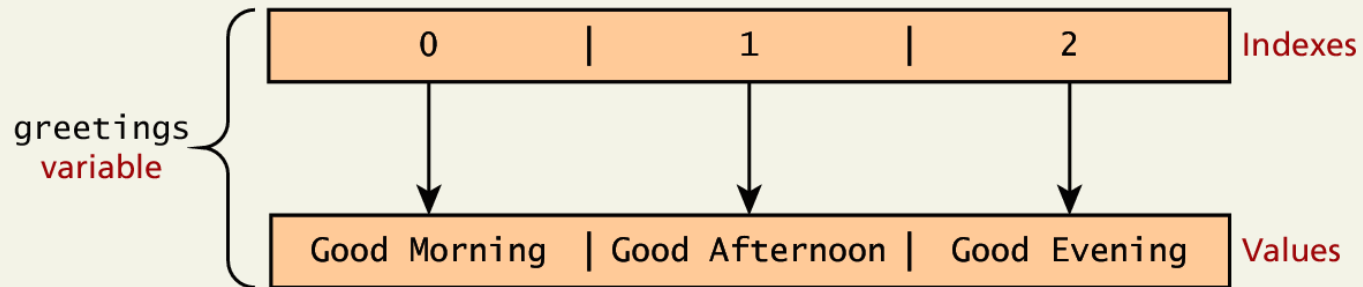 0 | 1 | 2 Indexes
greetings
variable
Good Morning | Good Afternoon | Good Evening Values